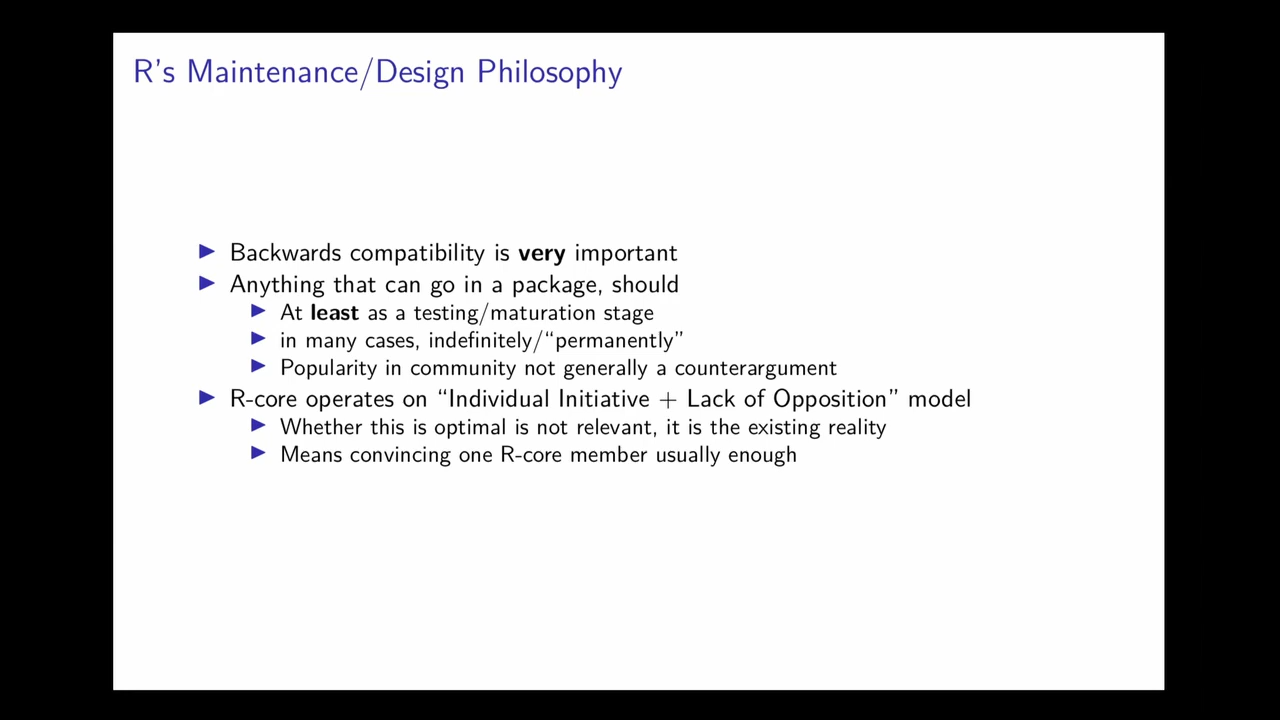 R's Maintenance/Design Philosophy
Backwards compatibility is very important
Anything that can go in a package, should
At least as a testing/maturation stage
in many cases, indefinitely/“permanently”
Popularity in community not generally a counterargument
R-core operates on “Individual Initiative + Lack of Opposition” model
Whether this is optimal is not relevant, it is the existing reality
Means convincing one R-core member usually enough